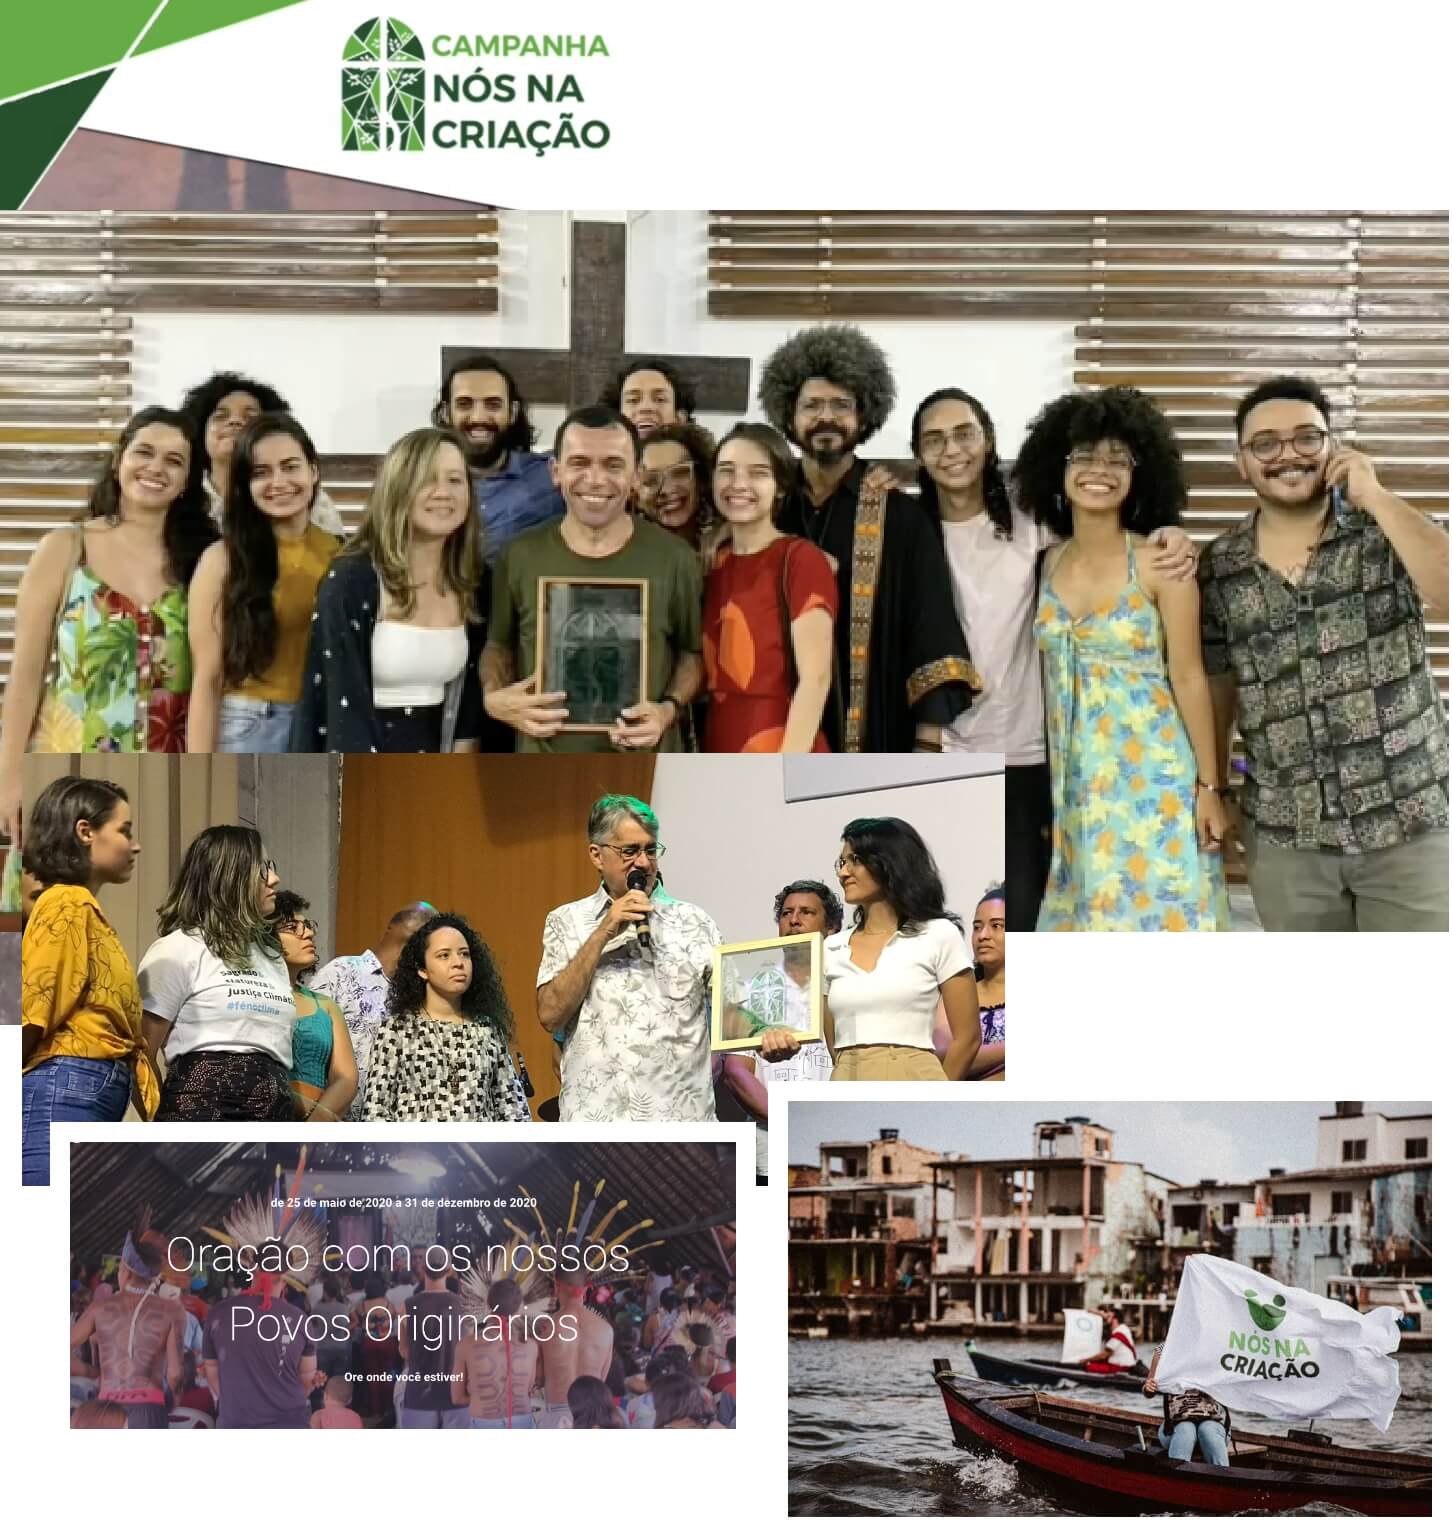 CAMPANHA
NÓS NA
CRIAÇÃO
Sagrado
Natureza
Justiça Climáti
#fénoclima
de 25 de maio de 2020 a 31 de dezembro de 2020
Oração com os nossos
Povos Originários
Ore onde você estiver!
NÓS NA
CRIAÇÃO